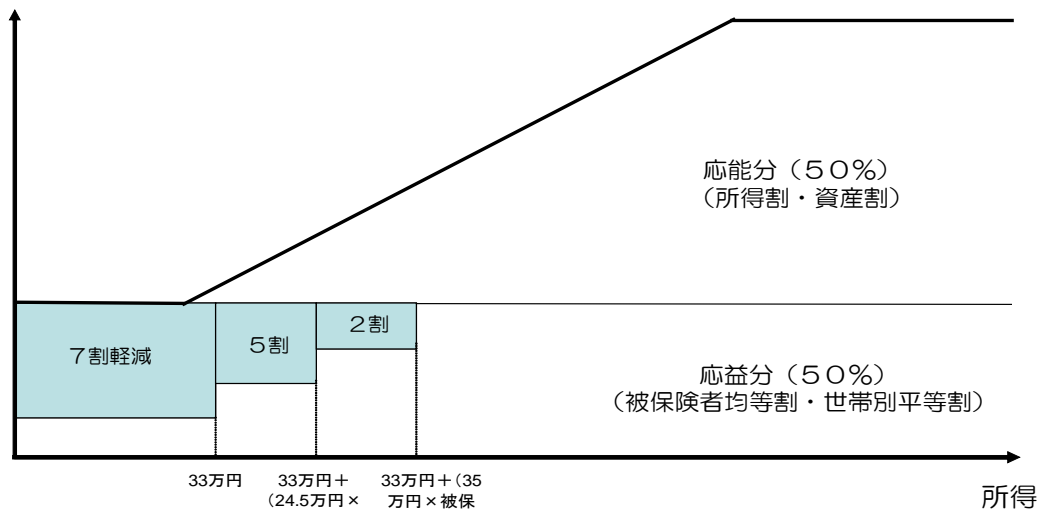 応能分（５０％）
（所得割・資産割）
７割軽減
５割
２割
応益分（５０％）
（被保険者均等割・世帯別平等割）
33万円
33万円＋
（24.5万円×
33万円＋（35
万円×被保
所得